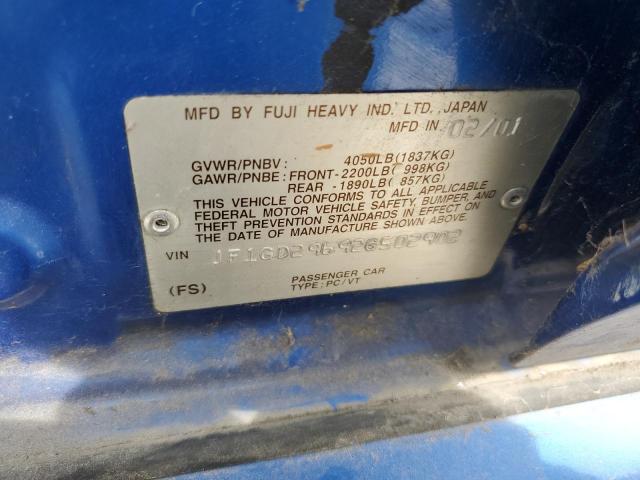 MFD BY FUJI HEAVY IND. LTD. JAPAN
MFD IN 02/01
GVWR/PNBV: 4050LB(1837KG)
GAWR/PNBE: FRONT-2200LB( 998KG)
REAR -1890LB( 857KG)
THIS VEHICLE CONFORMS TO ALL APPLICABLE
FEDERAL MOTOR VEHICLE SAFETY, BUMPER, AND
THEFT PREVENTION STANDARDS IN EFFECT ON
THE DATE OF MANUFACTURE SHOWN ABOVE.
VIN JF1GD29692G502902
(FS) PASSENGER CAR
TYPE: PC/VT